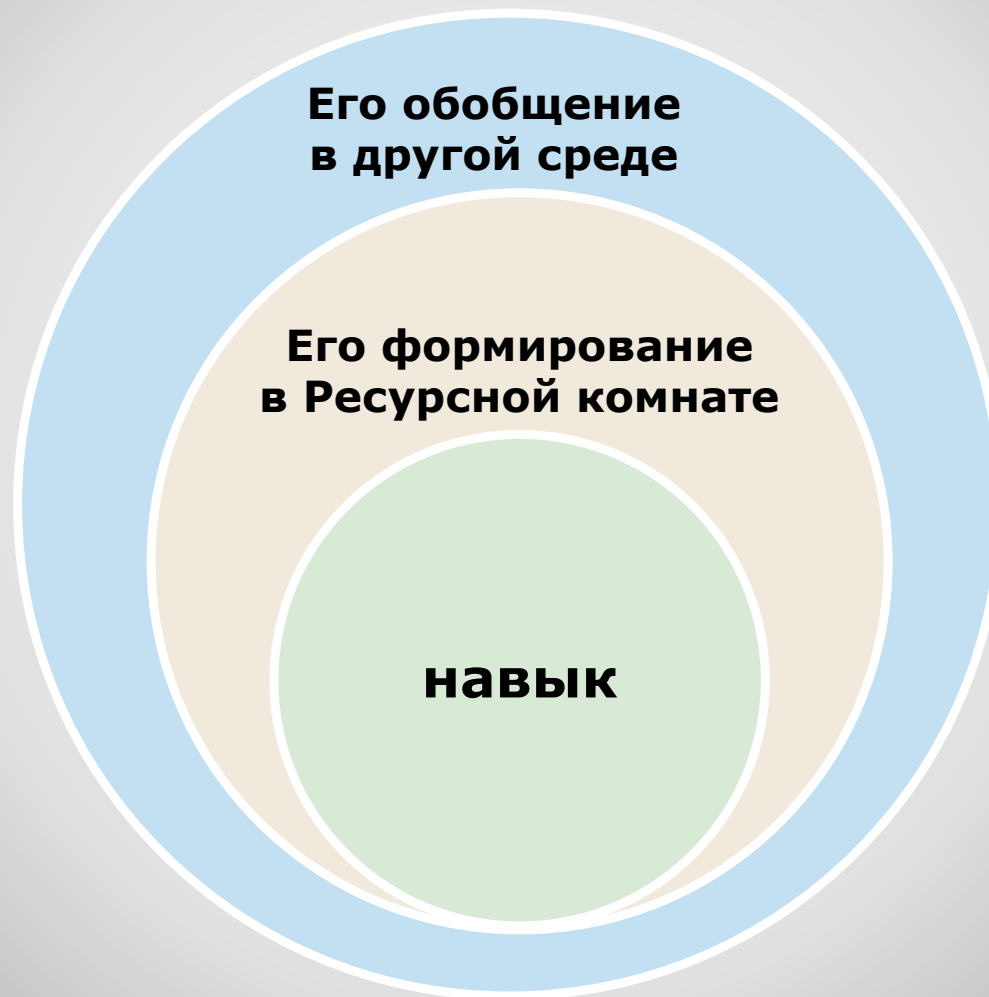 Его обобщение
в другой среде
Его формирование
в Ресурсной комнате
навык